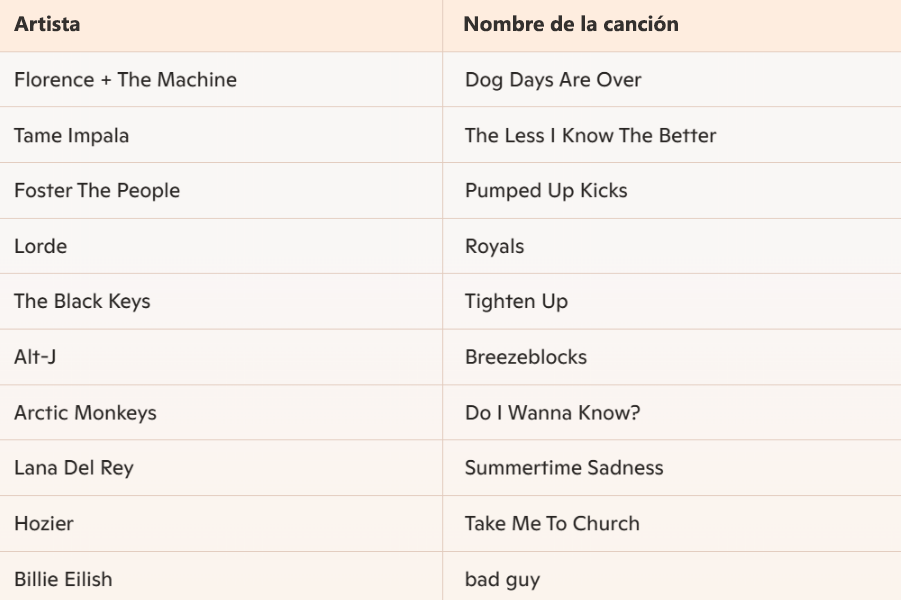 Artista Nombre de la canción
Florence + The Machine Dog Days Are Over
Tame Impala The Less I Know The Better
Foster The People Pumped Up Kicks
Lorde Royals
The Black Keys Tighten Up
Alt-J Breezeblocks
Arctic Monkeys Do I Wanna Know?
Lana Del Rey Summertime Sadness
Hozier Take Me To Church
Billie Eilish bad guy